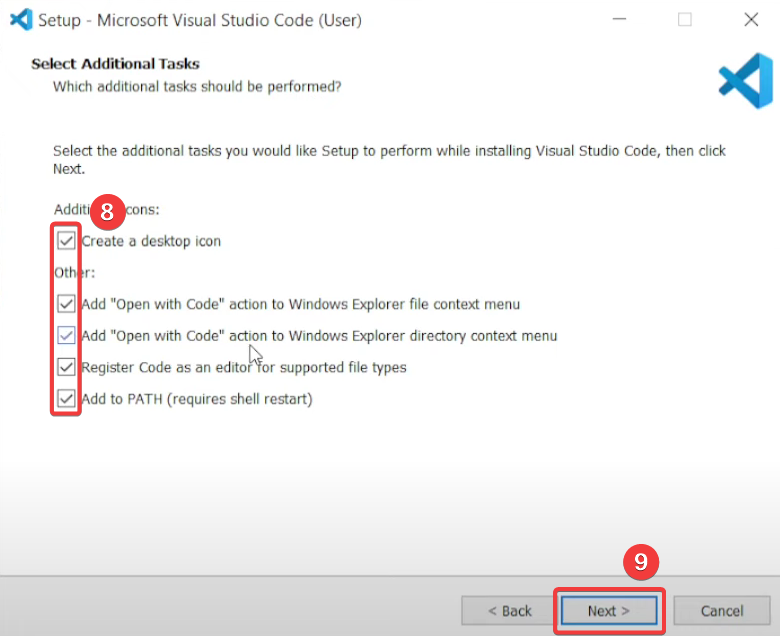 Setup - Microsoft Visual Studio Code (User)
Select Additional Tasks
Which additional tasks should be performed?
Select the additional tasks you would like Setup to perform while installing Visual Studio Code, then click
Next.
8
Additi cons:
Create a desktop icon
Other:
Add "Open with Code" action to Windows Explorer file context menu
Add "Open with Code" action to Windows Explorer directory context menu
Register Code as an editor for supported file types
Add to PATH (requires shell restart)
9
< Back
Next >
Cancel